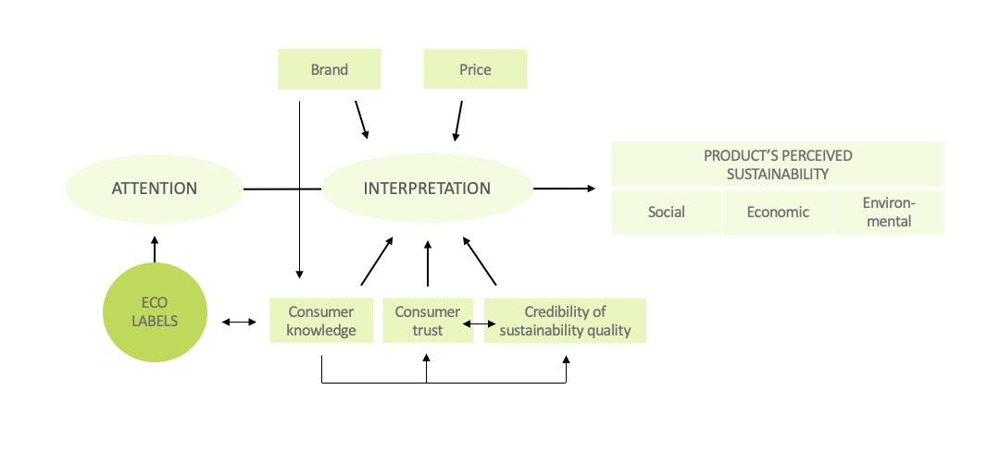 Brand
Price
ATTENTION
INTERPRETATION
PRODUCT’S PERCEIVED
SUSTAINABILITY
Social
Economic
Environ-
mental
ECO
LABELS
Consumer
knowledge
Consumer
trust
Credibility of
sustainability quality